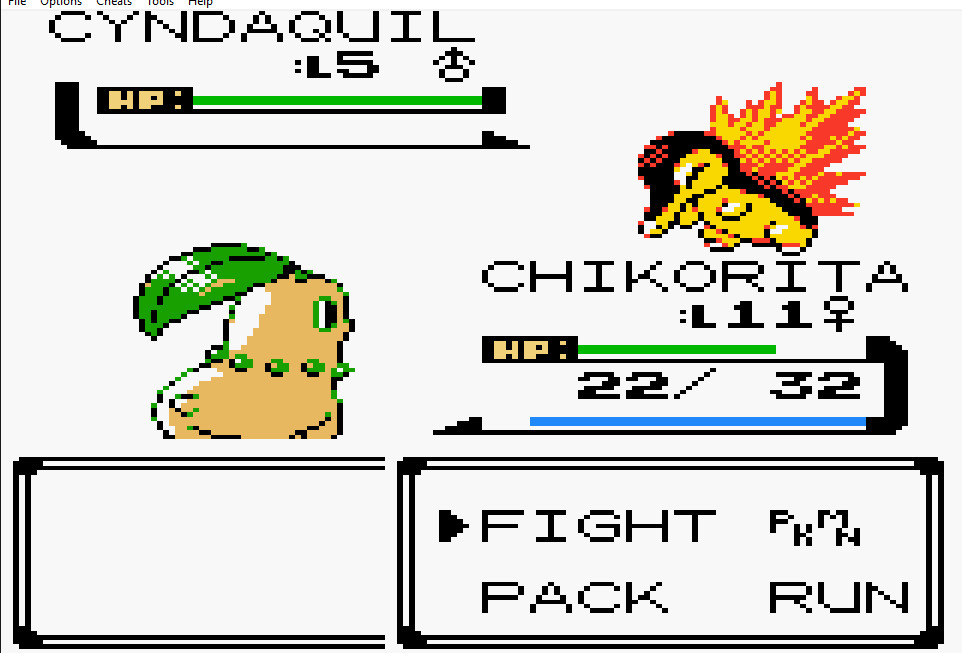 File Options Cheats Tools Help
CYNDAQUIL
:L5 ♂
HP:
CHIKORITA
:L11♀
HP:
22/ 32
FIGHT PKMN
PACK RUN